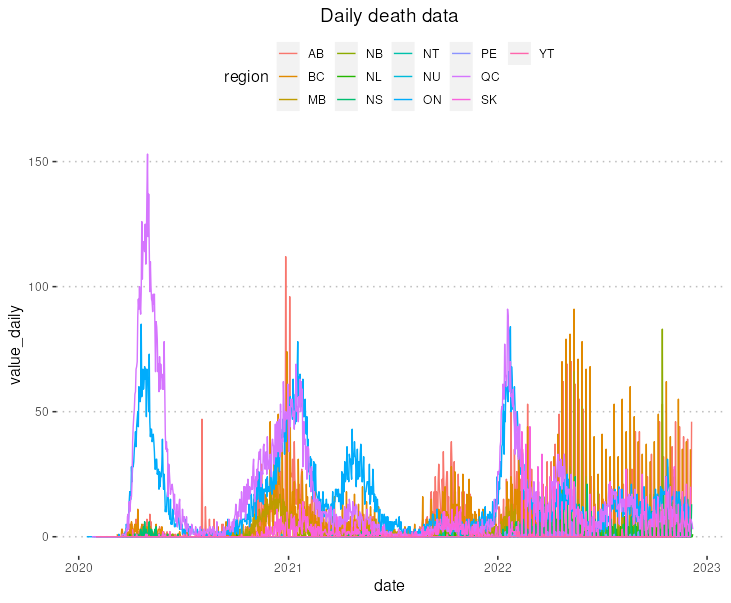 Daily death data
region
AB NB NT PE YT
BC NL NU QC
MB NS ON SK
150
100
50
0
value_daily
2020 2021 2022 2023
date